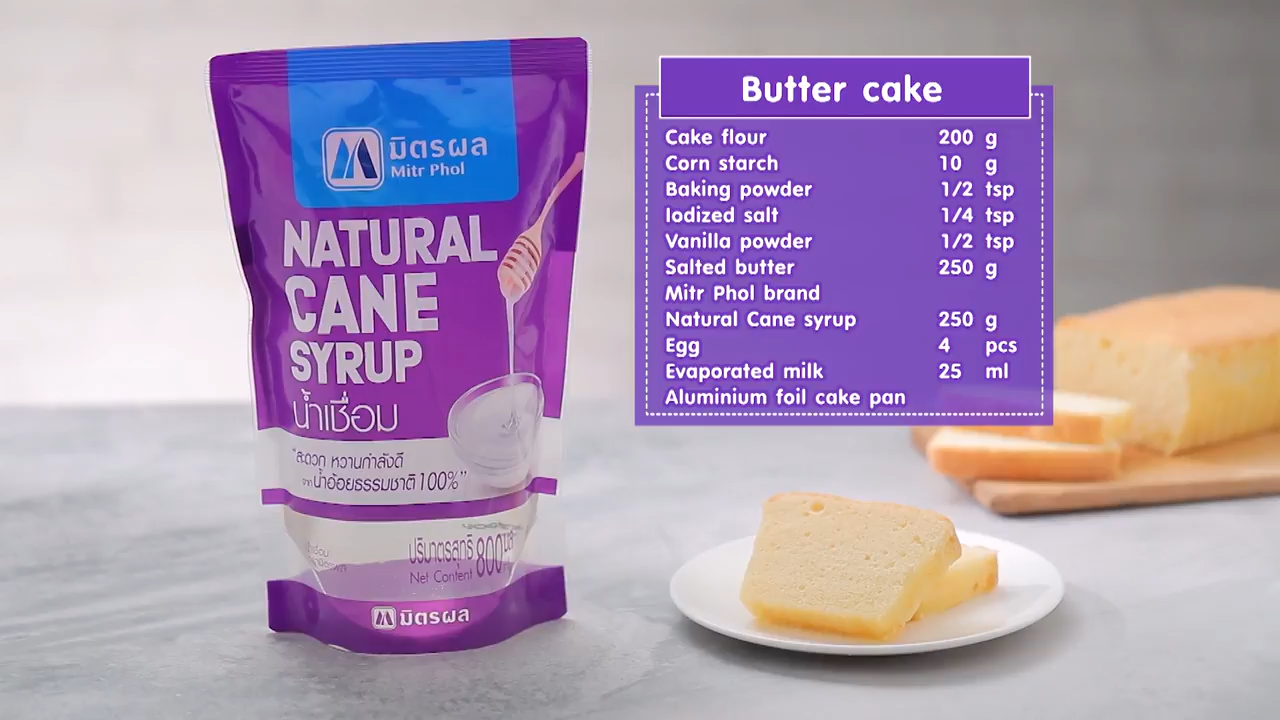 มิตรผล
Mitr Phol
NATURAL
CANE
SYRUP
น้ำเชื่อม
"สะดวก หวานกำลังดี
จากน้ำอ้อยธรรมชาติ 100%"
ปริมาตรสุทธิ 800
Net Content
มิตรผล
Butter cake
Cake flour 200 g
Corn starch 10 g
Baking powder 1/2 tsp
Iodized salt 1/4 tsp
Vanilla powder 1/2 tsp
Salted butter 250 g
Mitr Phol brand
Natural Cane syrup 250 g
Egg 4 pcs
Evaporated milk 25 ml
Aluminium foil cake pan